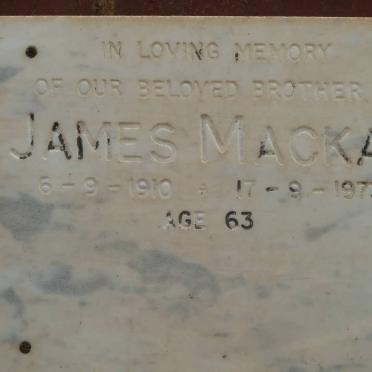 IN LOVING MEMORY
OF OUR BELOVED BROTHER
JAMES MACKA
6-9-1910 + 17-9-197
AGE 63